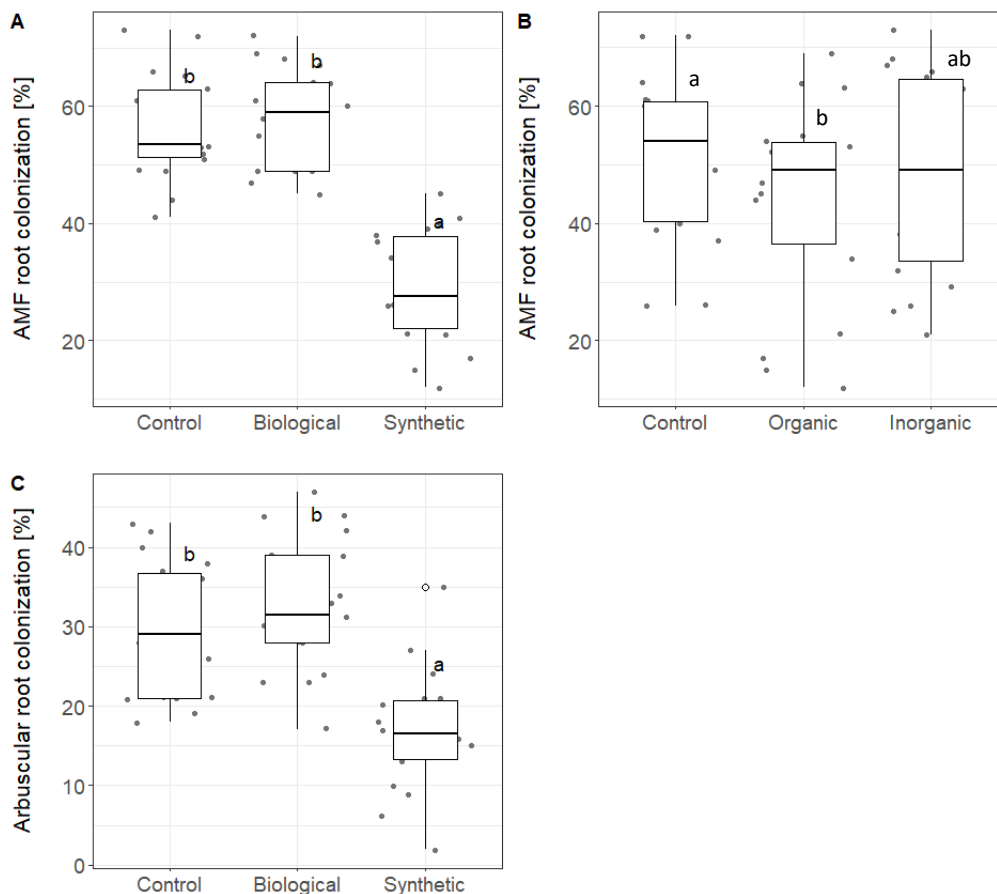 A
AMF root colonization [%]
60
40
20
b
b
a
Control Biological Synthetic
B
AMF root colonization [%]
60
40
20
a
b
ab
Control Organic Inorganic
C
Arbuscular root colonization [%]
40
30
20
10
0
b
b
a
Control Biological Synthetic